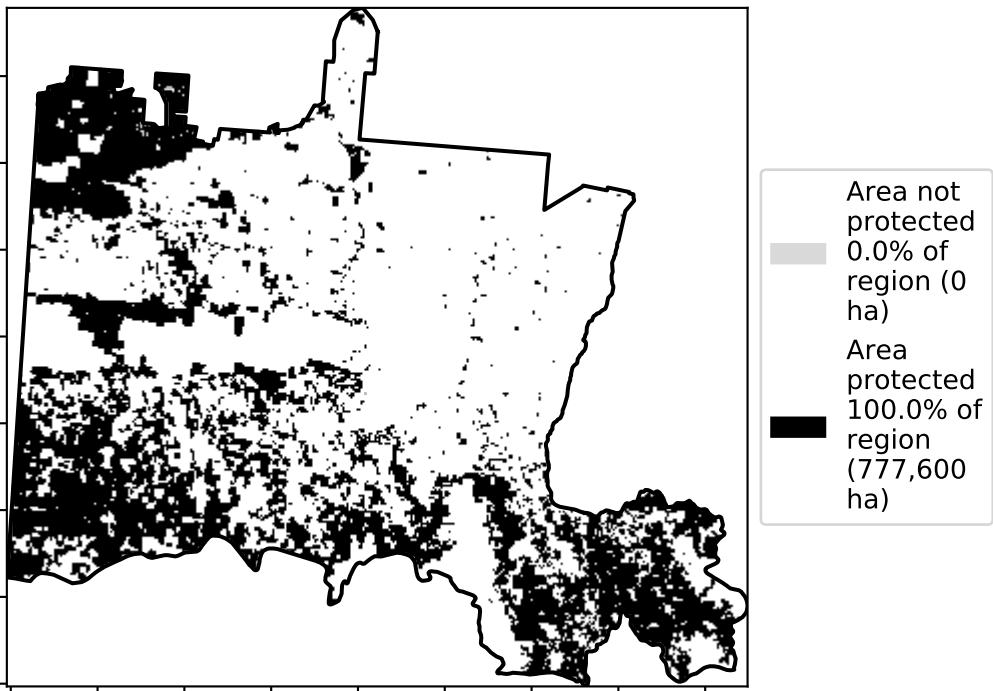 Area not
protected
0.0% of
region (0
ha)
Area
protected
100.0% of
region
(777,600
ha)